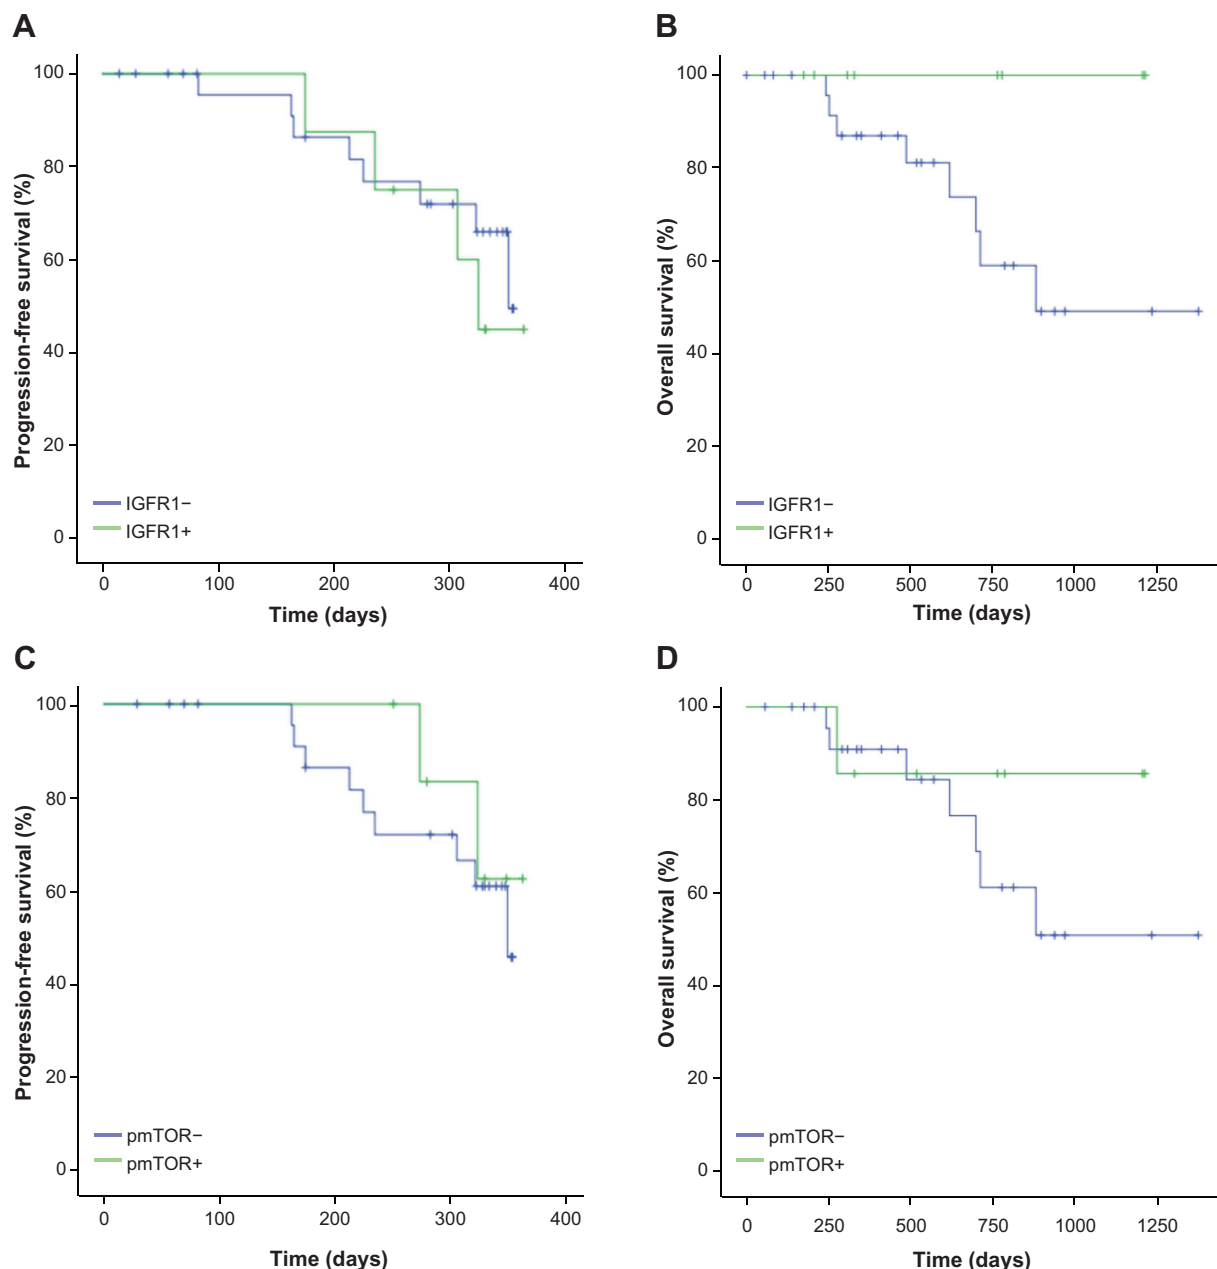 A
Progression-free survival (%)
100
80
60
40
20
0
IGFR1−
IGFR1+
0 100 200 300 400
Time (days)
B
Overall survival (%)
100
80
60
40
20
0
IGFR1−
IGFR1+
0 250 500 750 1000 1250
Time (days)
C
Progression-free survival (%)
100
80
60
40
20
0
pmTOR−
pmTOR+
0 100 200 300 400
Time (days)
D
Overall survival (%)
100
80
60
40
20
0
pmTOR−
pmTOR+
0 250 500 750 1000 1250
Time (days)